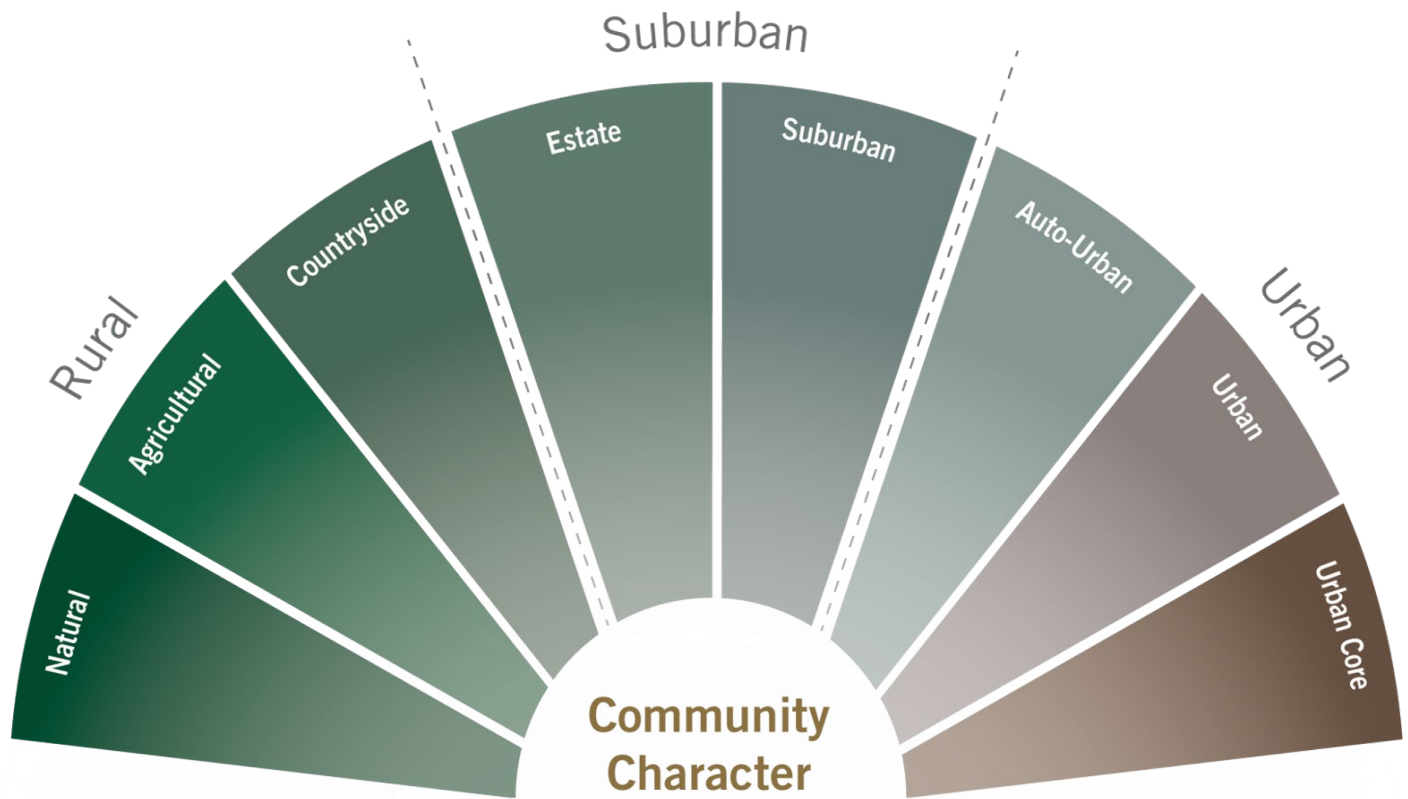 Suburban
Rural
Urban
Natural
Agricultural
Countryside
Estate
Suburban
Auto-Urban
Urban
Urban Core
Community
Character